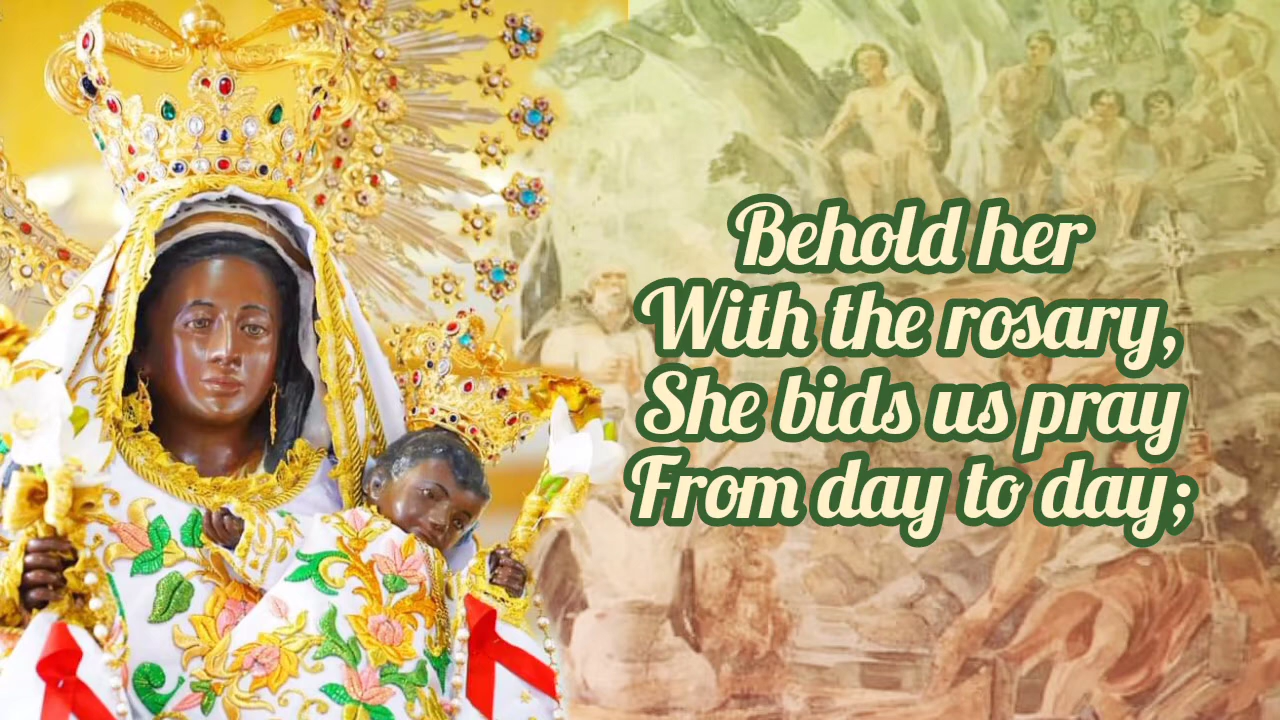 Behold her
With the rosary,
She bids us pray
From day to day;